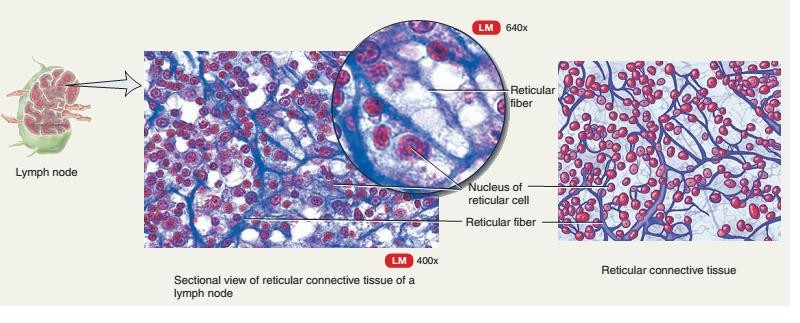 LM 640x
Reticular
fiber
Lymph node
Nucleus of
reticular cell
Reticular fiber
LM 400x
Sectional view of reticular connective tissue of a
lymph node
Reticular connective tissue